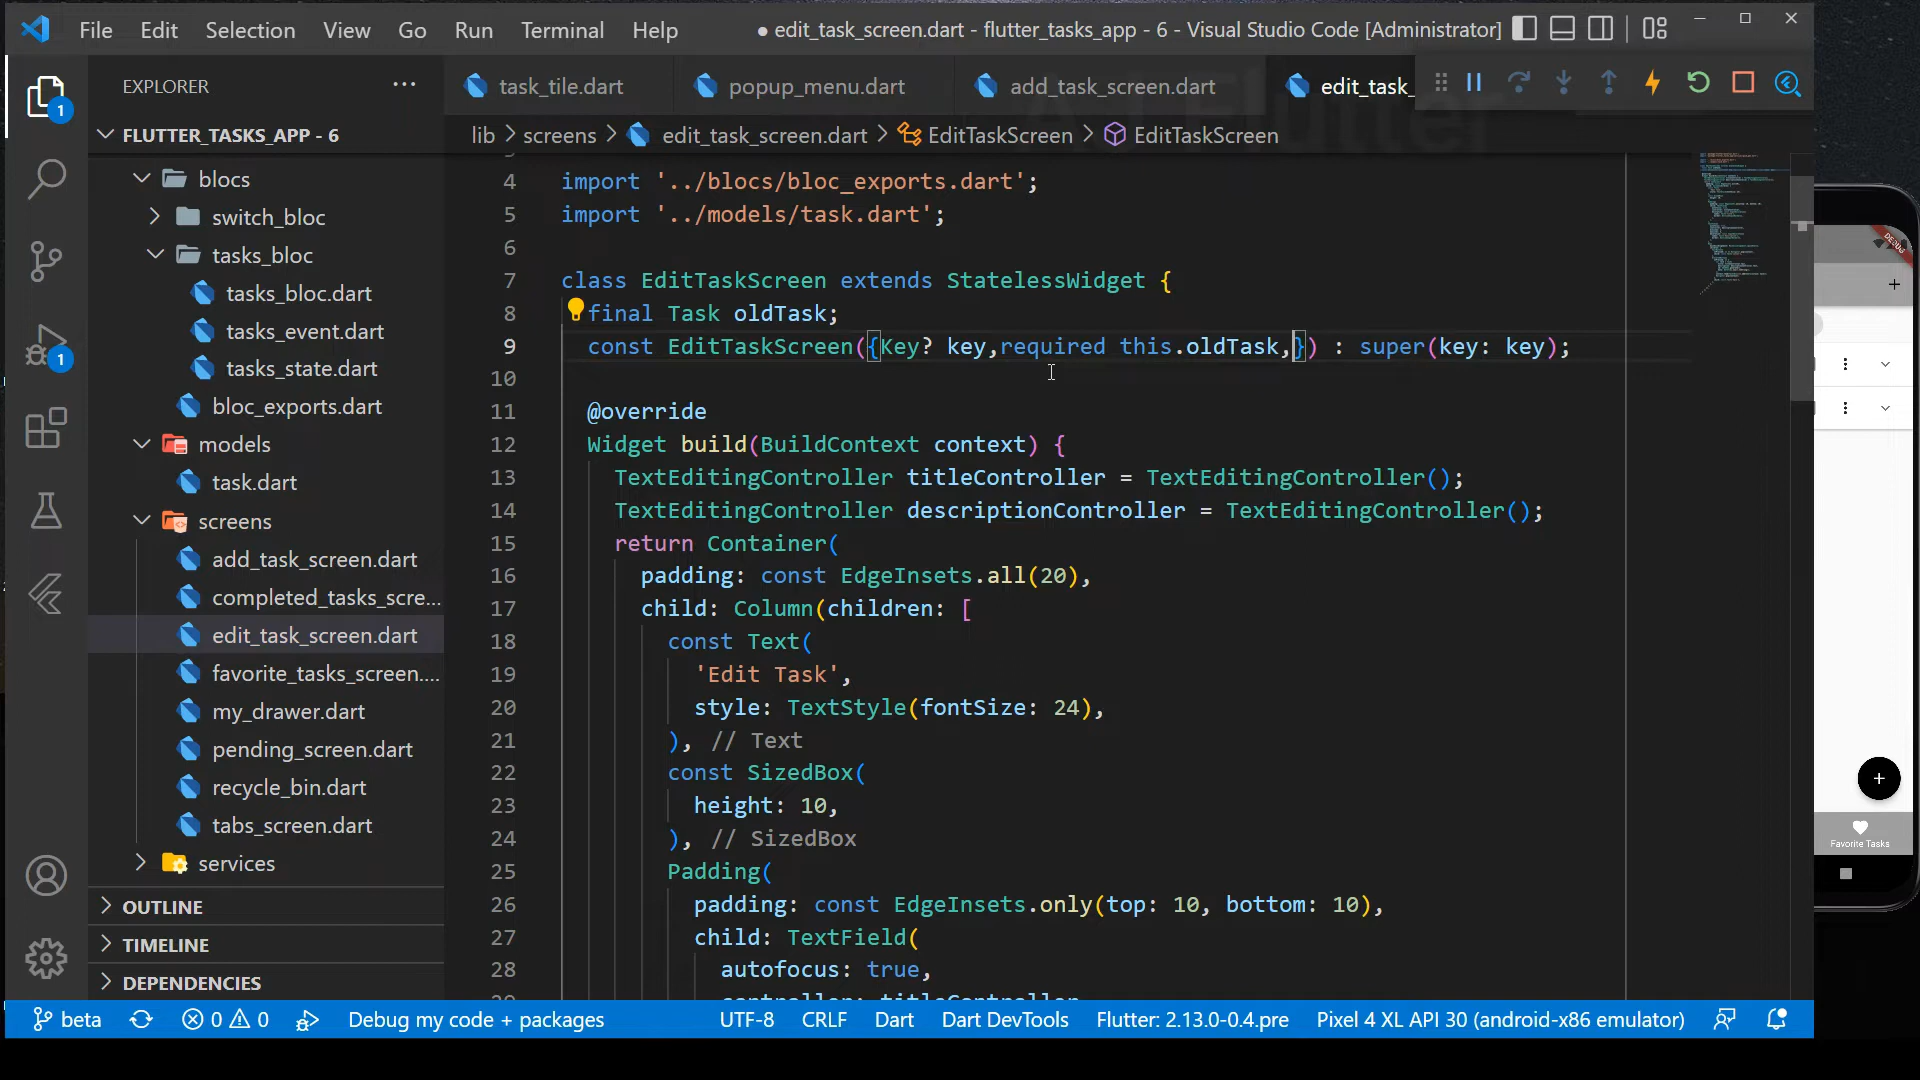 File Edit Selection View Go Run Terminal Help
● edit_task_screen.dart - flutter_tasks_app - 6 - Visual Studio Code [Administrator]
EXPLORER
task_tile.dart
popup_menu.dart
add_task_screen.dart
edit_task_
1
FLUTTER_TASKS_APP - 6
lib > screens > edit_task_screen.dart > EditTaskScreen > EditTaskScreen
blocs
switch_bloc
tasks_bloc
tasks_bloc.dart
tasks_event.dart
1
tasks_state.dart
bloc_exports.dart
models
task.dart
screens
add_task_screen.dart
completed_tasks_scre...
edit_task_screen.dart
favorite_tasks_screen....
my_drawer.dart
pending_screen.dart
recycle_bin.dart
tabs_screen.dart
services
OUTLINE
TIMELINE
DEPENDENCIES
4 import '../blocs/bloc_exports.dart';
5 import '../models/task.dart';
6
7 class EditTaskScreen extends StatelessWidget {
8 final Task oldTask;
9 const EditTaskScreen({Key? key,required this.oldTask,}) : super(key: key);
10
11 @override
12 Widget build(BuildContext context) {
13 TextEditingController titleController = TextEditingController();
14 TextEditingController descriptionController = TextEditingController();
15 return Container(
16 padding: const EdgeInsets.all(20),
17 child: Column(children: [
18 const Text(
19 'Edit Task',
20 style: TextStyle(fontSize: 24),
21 ), // Text
22 const SizedBox(
23 height: 10,
24 ), // SizedBox
25 Padding(
26 padding: const EdgeInsets.only(top: 10, bottom: 10),
27 child: TextField(
28 autofocus: true,
DEBUG
Favorite Tasks
beta 0 0 Debug my code + packages UTF-8 CRLF Dart Dart DevTools Flutter: 2.13.0-0.4.pre Pixel 4 XL API 30 (android-x86 emulator)